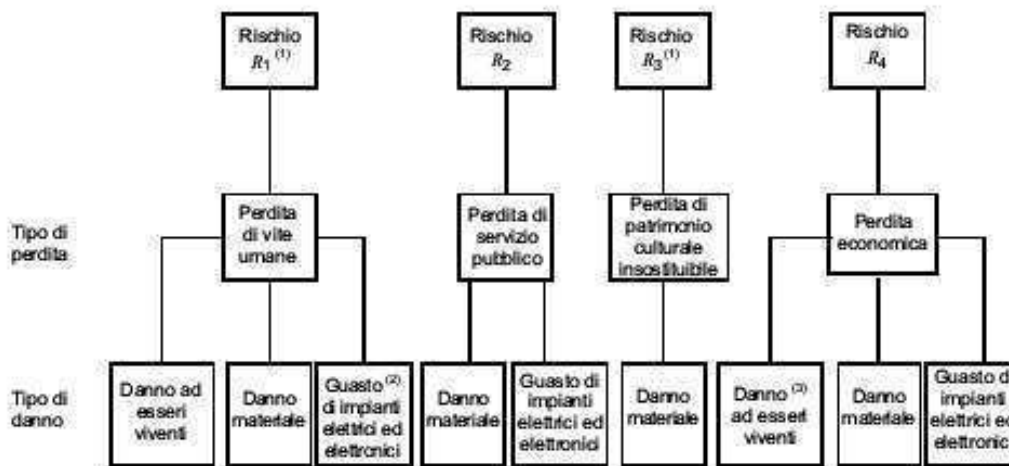 Rischio
R1 (1)
Rischio
R2
Rischio
R3 (1)
Rischio
R4
Tipo di
perdita
Perdita
di vite
umane
Perdita di
servizio
pubblico
Perdita di
patrimonio
culturale
insostituibile
Perdita
economica
Tipo di
danno
Danno ad
esseri
viventi
Danno
materiale
Guasto (2)
di impianti
elettrici ed
elettronici
Danno
materiale
Guasto di
impianti
elettrici ed
elettronici
Danno
materiale
Danno (3)
ad esseri
viventi
Danno
materiale
Guasto di
impianti
elettrici ed
elettronici